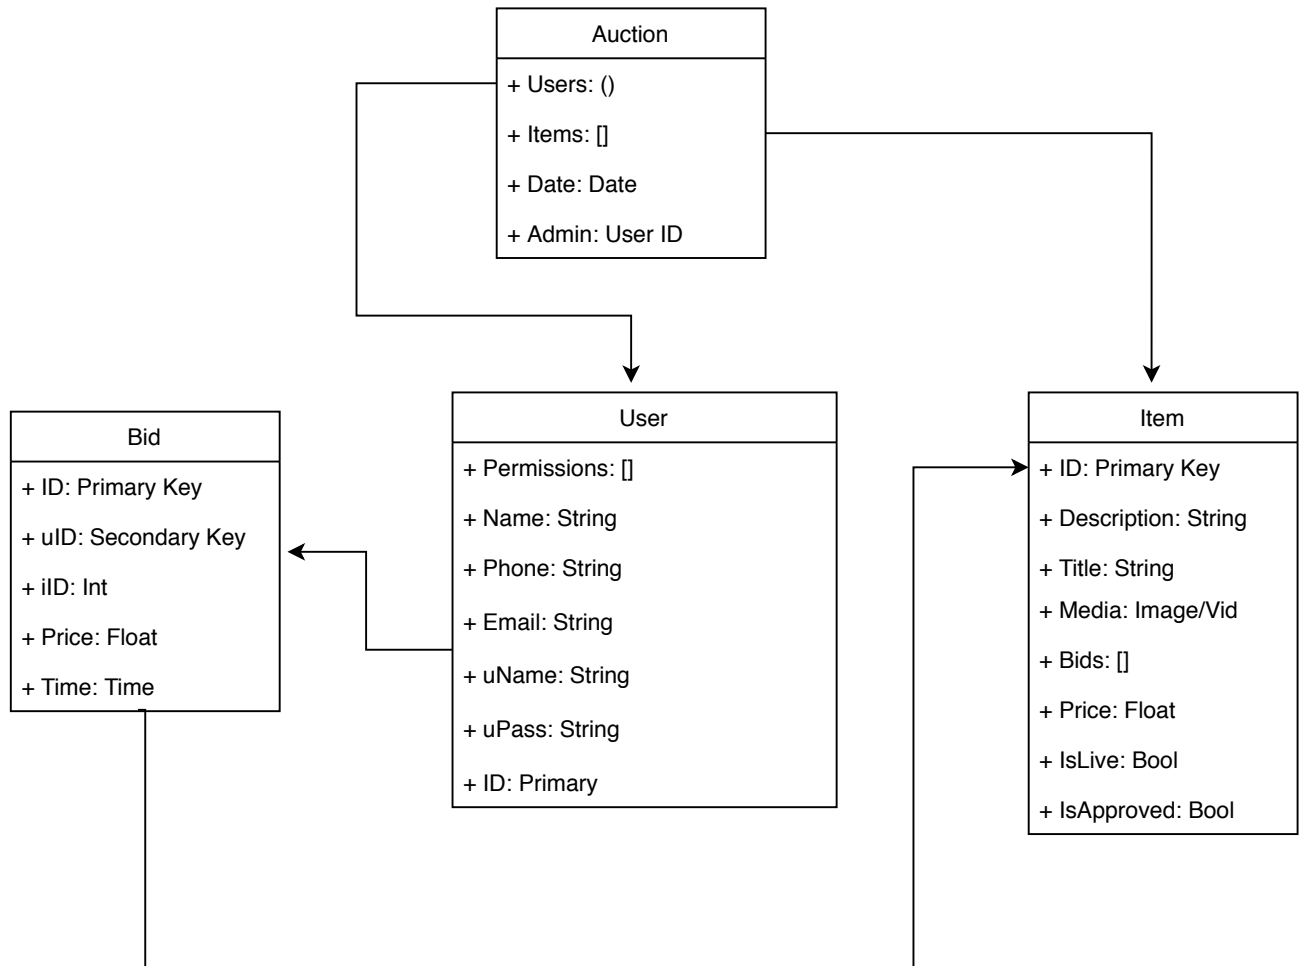 Auction
+ Users: ()
+ Items: []
+ Date: Date
+ Admin: User ID
Bid
+ ID: Primary Key
+ uID: Secondary Key
+ iID: Int
+ Price: Float
+ Time: Time
User
+ Permissions: []
+ Name: String
+ Phone: String
+ Email: String
+ uName: String
+ uPass: String
+ ID: Primary
Item
+ ID: Primary Key
+ Description: String
+ Title: String
+ Media: Image/Vid
+ Bids: []
+ Price: Float
+ IsLive: Bool
+ IsApproved: Bool